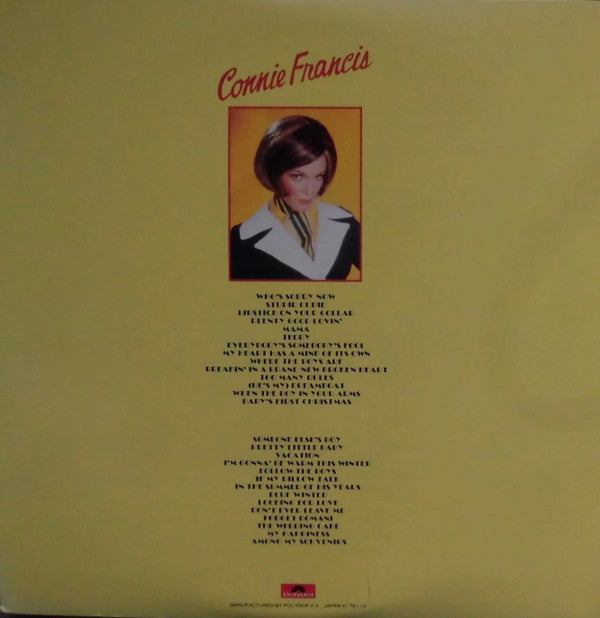 Connie Francis
WHO'S SORRY NOW
STUPID CUPID
LIPSTICK ON YOUR COLLAR
PLENTY GOOD LOVIN'
MAMA
TEDDY
EVERYBODY'S SOMEBODY'S FOOL
MY HEART HAS A MIND OF ITS OWN
WHERE THE BOYS ARE
BREAKIN' IN A BRAND NEW BROKEN HEART
TOO MANY RULES
(HE'S MY) DREAMBOAT
WHEN THE BOY IN YOUR ARMS
BABY'S FIRST CHRISTMAS
SOMEONE ELSE'S BOY
PRETTY LITTLE BABY
VACATION
I'M GONNA' BE WARM THIS WINTER
FOLLOW THE BOYS
IF MY PILLOW TALK
IN THE SUMMER OF HIS YEARS
BLUE WINTER
LOOKING FOR LOVE
DON'T EVER LEAVE ME
FORGET DOMANI
THE WEDDING CAKE
MY HAPPINESS
AMONG MY SOUVENIRS
polydor
MANUFACTURED BY POLYDOR K.K., JAPAN